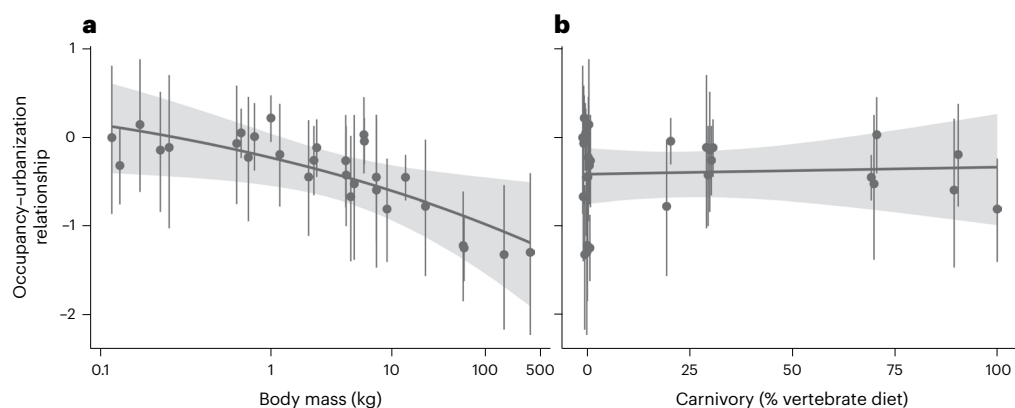 a
b
Occupancy–urbanization
relationship
1
0
−1
−2
0.1
1
10
100
500
Body mass (kg)
0
25
50
75
100
Carnivory (% vertebrate diet)